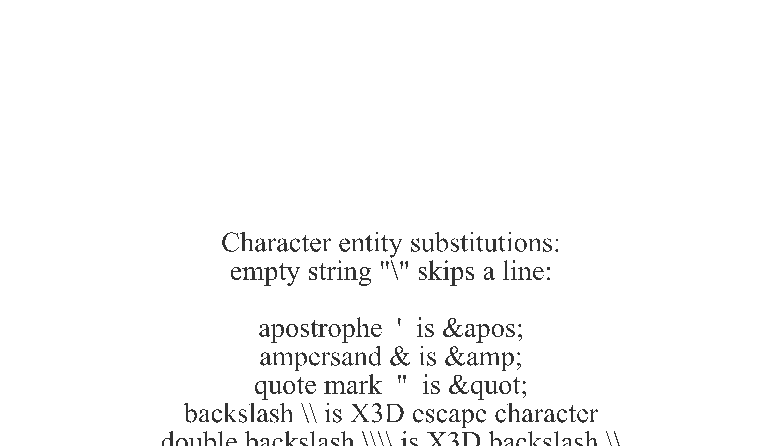 Character entity substitutions:
empty string "\" skips a line:
apostrophe ' is &apos;
ampersand & is &amp;
quote mark " is &quot;
backslash \\ is X3D escape character
double backslash \\\\ is X3D backslash \\